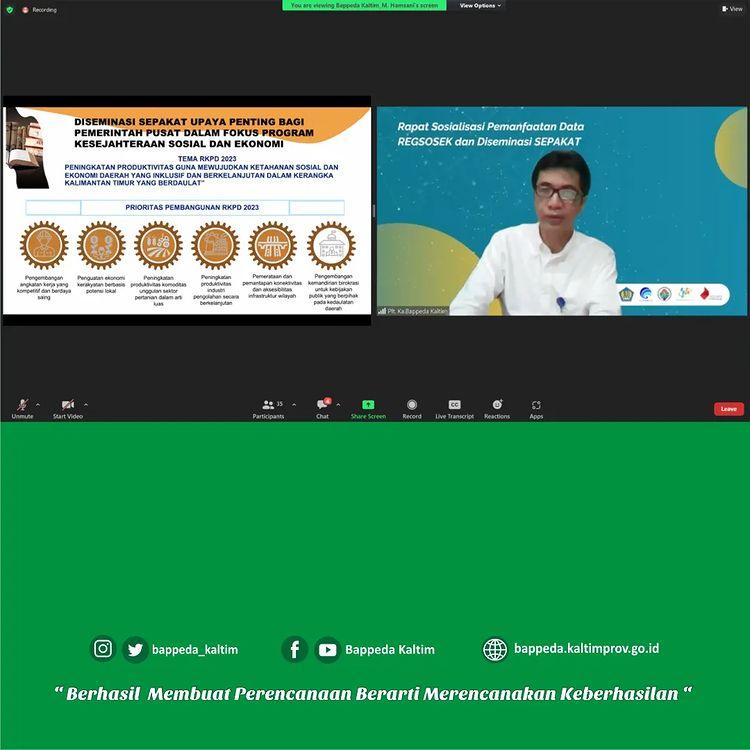 Recording
You are viewing Bappeda Kaltim_M. Hamsani's screen
View Options
View
DISEMINASI SEPAKAT UPAYA PENTING BAGI
PEMERINTAH PUSAT DALAM FOKUS PROGRAM
KESEJAHTERAAN SOSIAL DAN EKONOMI
TEMA RKPD 2023
PENINGKATAN PRODUKTIVITAS GUNA MEWUJUDKAN KETAHANAN SOSIAL DAN
EKONOMI DAERAH YANG INKLUSIF DAN BERKELANJUTAN DALAM KERANGKA
KALIMANTAN TIMUR YANG BERDAULAT"
PRIORITAS PEMBANGUNAN RKPD 2023
Pengembangan
angkatan kerja yang
kompetitif dan berdaya
saing
Penguatan ekonomi
kerakyatan berbasis
potensi lokal
Peningkatan
produktivitas komoditas
unggulan sektor
pertanian dalam arti
luas
Peningkatan
produktivitas
industri
pengolahan secara
berkelanjutan
Pemerataan dan
pemantapan konektivitas
dan aksesiblitas
infrastruktur wilayah
Pengembangan
kemandirian birokrasi
untuk kebijakan
publik yang berpihak
pada kedaulatan
daerah
Rapat Sosialisasi Pemanfaatan Data
REGSOSEK dan Diseminasi SEPAKAT
Plt. Ka.Bappeda Kaltim
Unmute
Start Video
35
Participants
4
Chat
Share Screen
Record
CC
Live Transcript
Reactions
Apps
Leave
bappeda_kaltim
Bappeda Kaltim
bappeda.kaltimprov.go.id
“ Berhasil Membuat Perencanaan Berarti Merencanakan Keberhasilan “